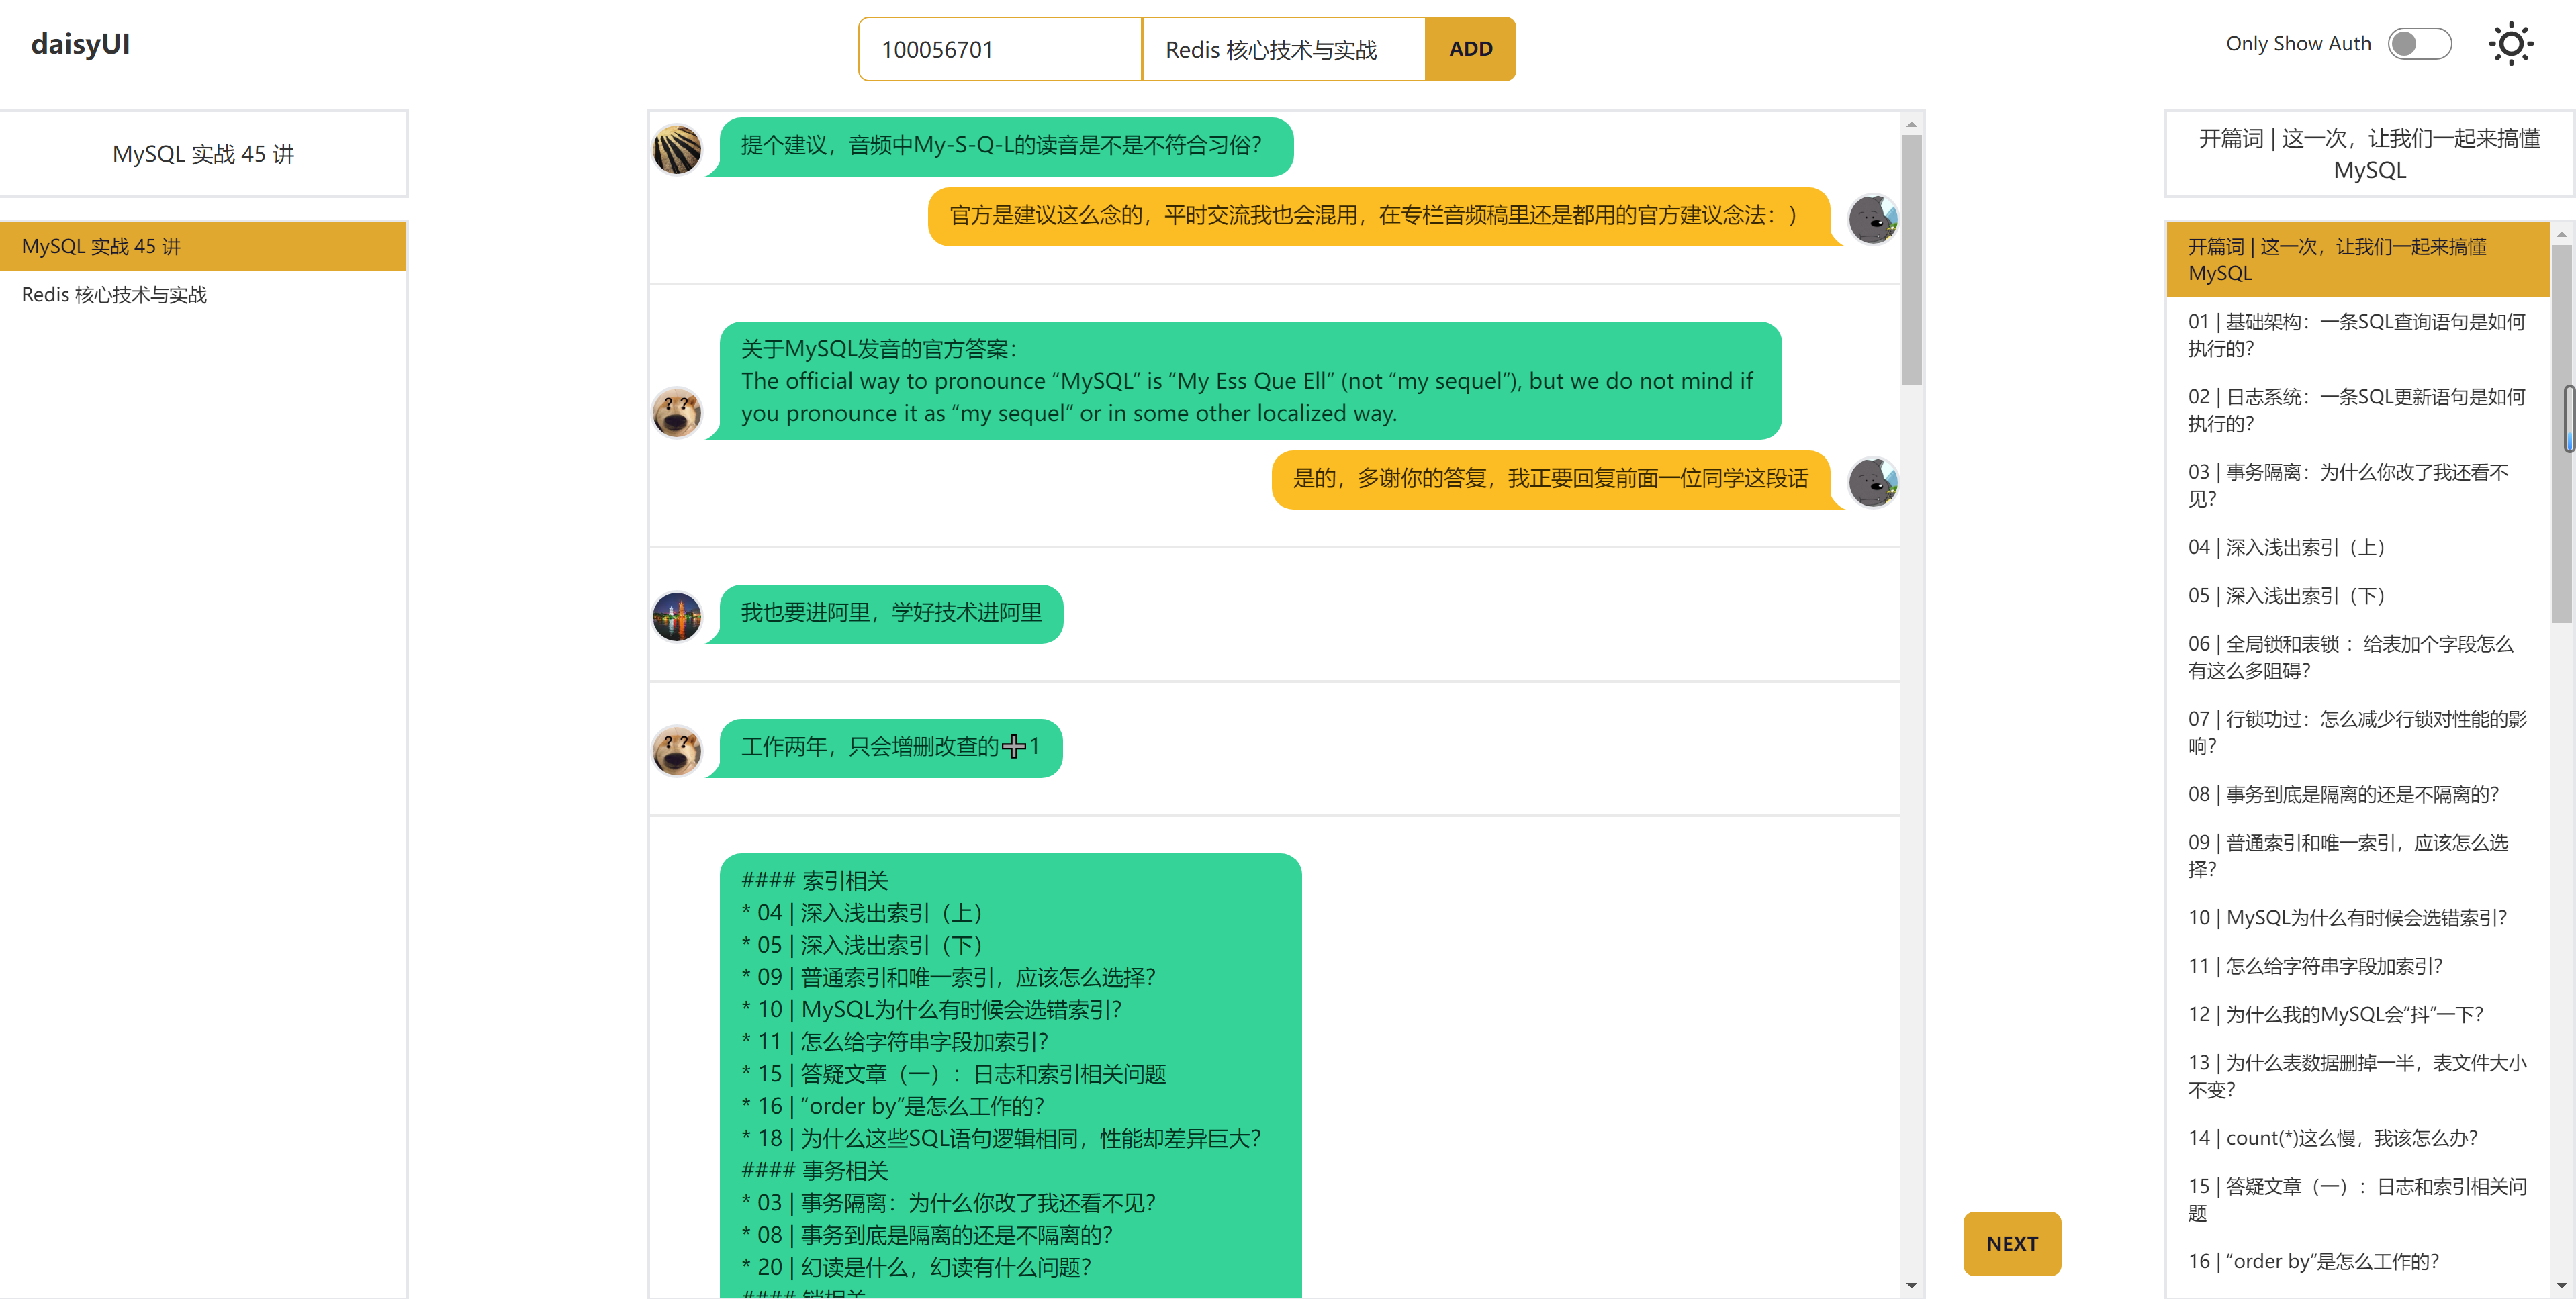 daisyUI
100056701
Redis 核心技术与实战
ADD
Only Show Auth
MySQL 实战 45 讲
MySQL 实战 45 讲
Redis 核心技术与实战
提个建议，音频中My-S-Q-L的读音是不是不符合习俗？
官方是建议这么念的，平时交流我也会混用，在专栏音频稿里还是都用的官方建议念法：）
关于MySQL发音的官方答案：
The official way to pronounce “MySQL” is “My Ess Que Ell” (not “my sequel”), but we do not mind if
you pronounce it as “my sequel” or in some other localized way.
是的，多谢你的答复，我正要回复前面一位同学这段话
我也要进阿里，学好技术进阿里
工作两年，只会增删改查的➕1
#### 索引相关
* 04 | 深入浅出索引（上）
* 05 | 深入浅出索引（下）
* 09 | 普通索引和唯一索引，应该怎么选择？
* 10 | MySQL为什么有时候会选错索引？
* 11 | 怎么给字符串字段加索引？
* 15 | 答疑文章（一）：日志和索引相关问题
* 16 | “order by”是怎么工作的？
* 18 | 为什么这些SQL语句逻辑相同，性能却差异巨大？
#### 事务相关
* 03 | 事务隔离：为什么你改了我还看不见？
* 08 | 事务到底是隔离的还是不隔离的？
* 20 | 幻读是什么，幻读有什么问题？
#### 锁相关
NEXT
开篇词 | 这一次，让我们一起来搞懂
MySQL
开篇词 | 这一次，让我们一起来搞懂
MySQL
01 | 基础架构：一条SQL查询语句是如何
执行的？
02 | 日志系统：一条SQL更新语句是如何
执行的？
03 | 事务隔离：为什么你改了我还看不
见？
04 | 深入浅出索引（上）
05 | 深入浅出索引（下）
06 | 全局锁和表锁 ：给表加个字段怎么
有这么多阻碍？
07 | 行锁功过：怎么减少行锁对性能的影
响？
08 | 事务到底是隔离的还是不隔离的？
09 | 普通索引和唯一索引，应该怎么选
择？
10 | MySQL为什么有时候会选错索引？
11 | 怎么给字符串字段加索引？
12 | 为什么我的MySQL会“抖”一下？
13 | 为什么表数据删掉一半，表文件大小
不变？
14 | count(*)这么慢，我该怎么办？
15 | 答疑文章（一）：日志和索引相关问
题
16 | “order by”是怎么工作的？